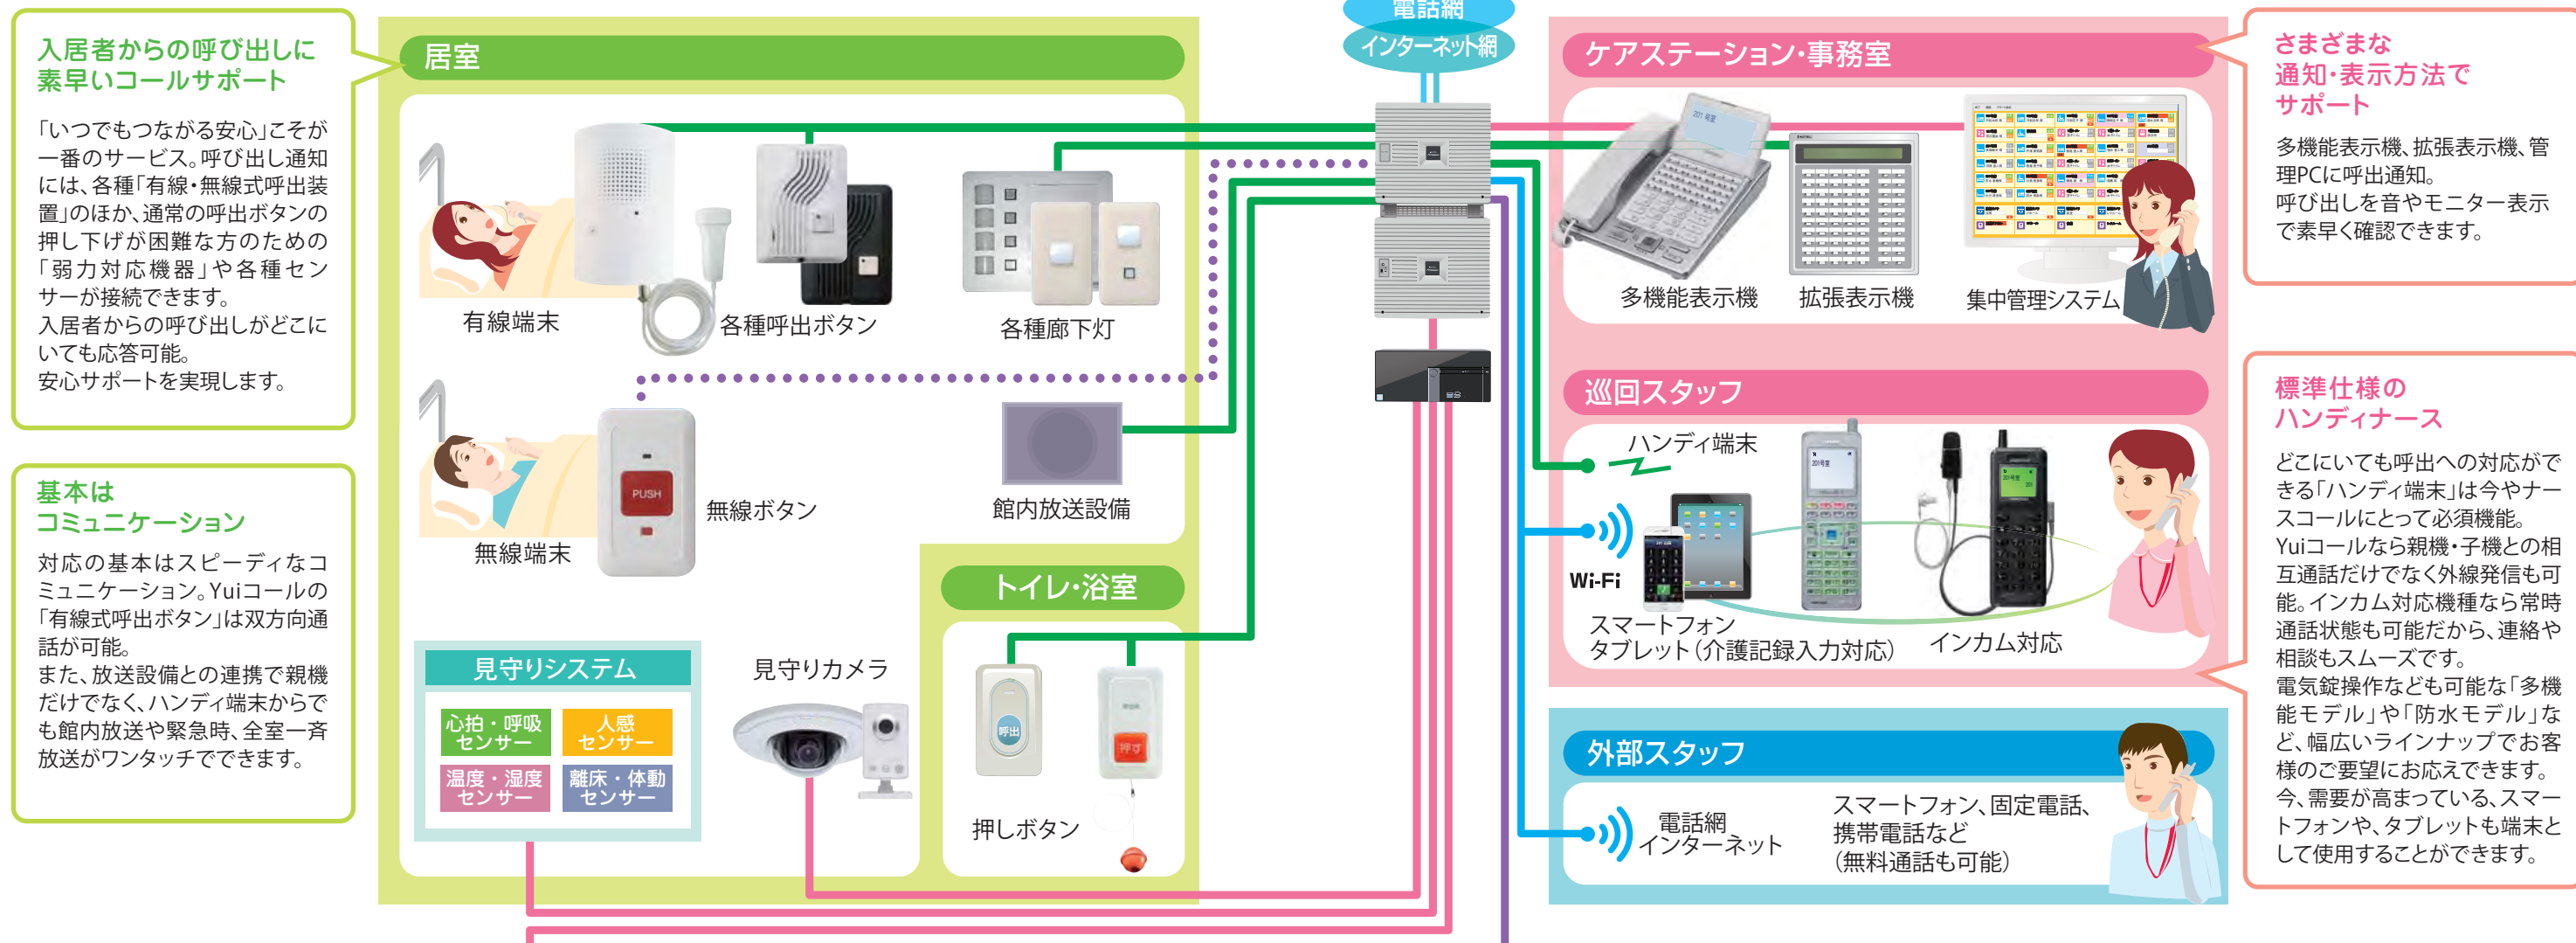 入居者からの呼び出しに
素早いコールサポート
「いつでもつながる安心」こそが
一番のサービス。呼び出し通知
には、各種「有線・無線式呼出装
置」のほか、通常の呼出ボタンの
押し下げが困難な方のための
「弱力対応機器」や各種セン
サーが接続できます。
入居者からの呼び出しがどこに
いても応答可能。
安心サポートを実現します。
基本は
コミュニケーション
対応の基本はスピーディなコ
ミュニケーション。Yuiコールの
「有線式呼出ボタン」は双方向通
話が可能。
また、放送設備との連携で親機
だけでなく、ハンディ端末からで
も館内放送や緊急時、全室一斉
放送がワンタッチでできます。
居室
有線端末
各種呼出ボタン
各種廊下灯
PUSH
無線ボタン
無線端末
館内放送設備
見守りシステム
心拍・呼吸
センサー
人感
センサー
温度・湿度
センサー
離床・体動
センサー
見守りカメラ
トイレ・浴室
呼出
押す
押しボタン
電話網
インターネット網
ケアステーション・事務室
201 号室
多機能表示機
拡張表示機
集中管理システム
巡回スタッフ
ハンディ端末
201号室
Wi-Fi
スマートフォン
タブレット(介護記録入力対応)
インカム対応
外部スタッフ
電話網
インターネット
スマートフォン、固定電話、
携帯電話など
(無料通話も可能)
さまざまな
通知・表示方法で
サポート
多機能表示機、拡張表示機、管
理PCに呼出通知。
呼び出しを音やモニター表示
で素早く確認できます。
標準仕様の
ハンディナース
どこにいても呼出への対応がで
きる「ハンディ端末」は今やナー
スコールにとって必須機能。
Yuiコールなら親機・子機との相
互通話だけでなく外線発信も可
能。インカム対応機種なら常時
通話状態も可能だから、連絡や
相談もスムーズです。
電気錠操作なども可能な「多機
能モデル」や「防水モデル」な
ど、幅広いラインナップでお客
様のご要望にお応えできます。
今、需要が高まっている、スマー
トフォンや、タブレットも端末と
して使用することができます。